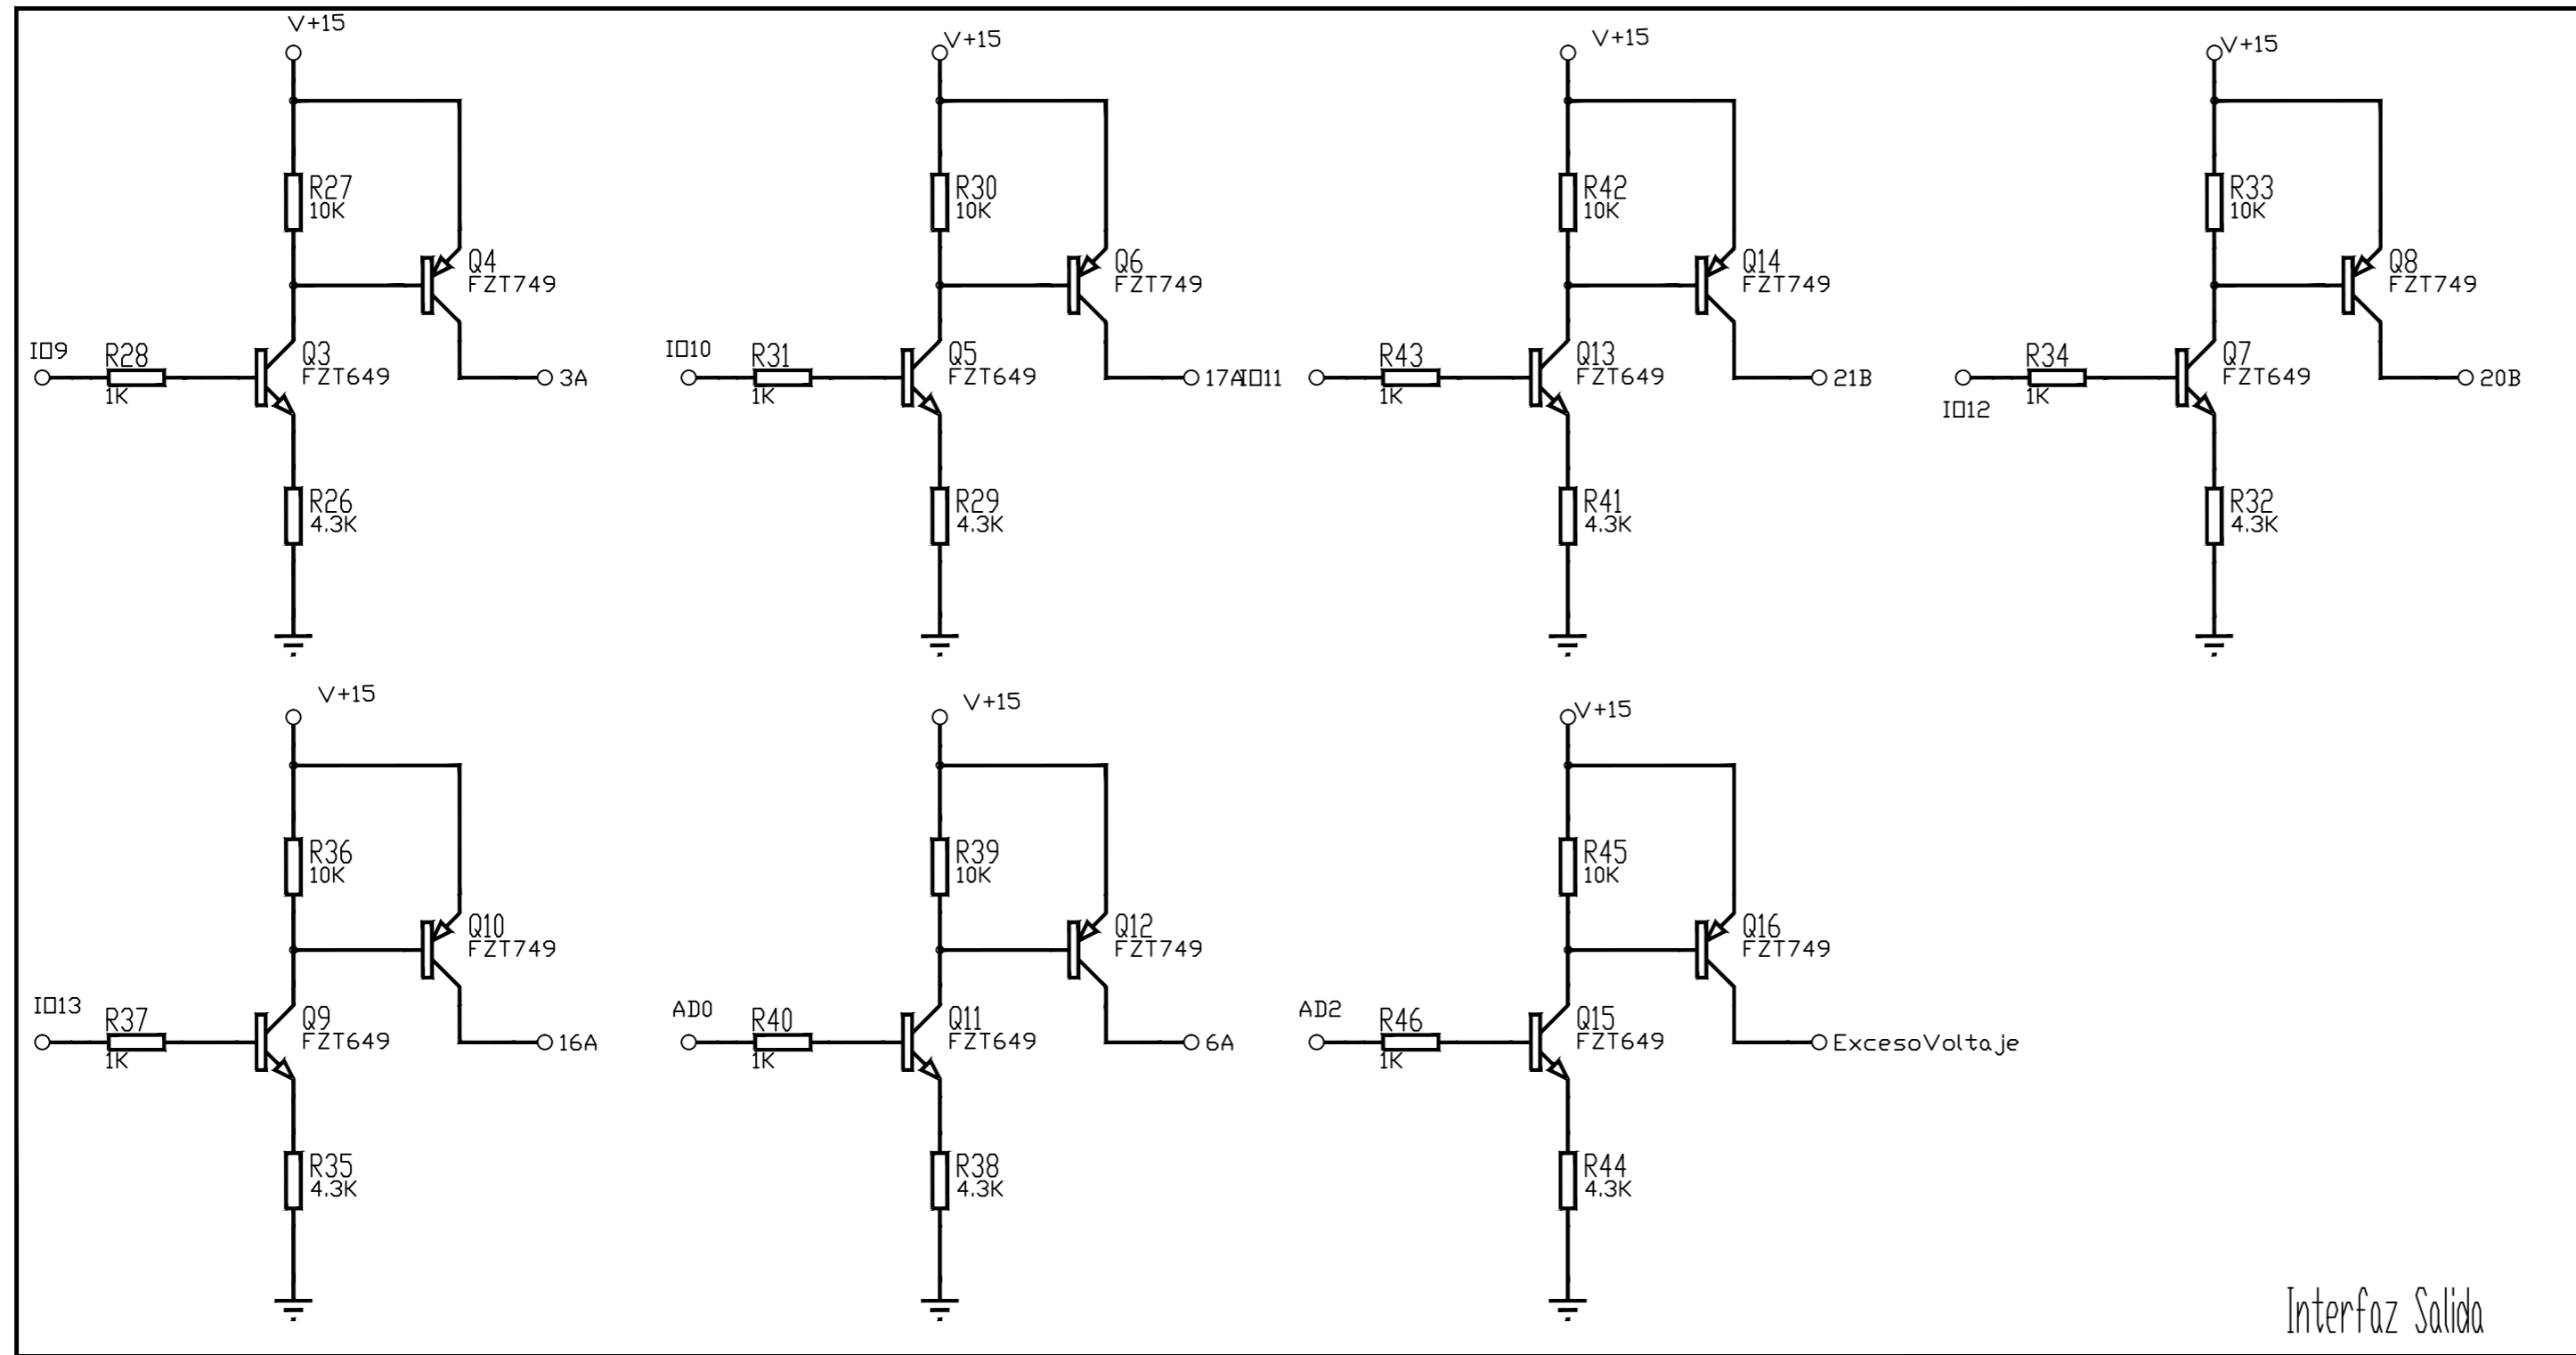 V+15
R27
10K
Q4
FZT749
IO9
R28
1K
Q3
FZT649
3A
R26
4.3K
V+15
R30
10K
Q6
FZT749
IO10
R31
1K
Q5
FZT649
17A
R29
4.3K
V+15
R42
10K
Q14
FZT749
IO11
R43
1K
Q13
FZT649
21B
R41
4.3K
V+15
R33
10K
Q8
FZT749
IO12
R34
1K
Q7
FZT649
20B
R32
4.3K
V+15
R36
10K
Q10
FZT749
IO13
R37
1K
Q9
FZT649
16A
R35
4.3K
V+15
R39
10K
Q12
FZT749
AD0
R40
1K
Q11
FZT649
6A
R38
4.3K
V+15
R45
10K
Q16
FZT749
AD2
R46
1K
Q15
FZT649
ExcesoVoltaje
R44
4.3K
Interfaz Salida